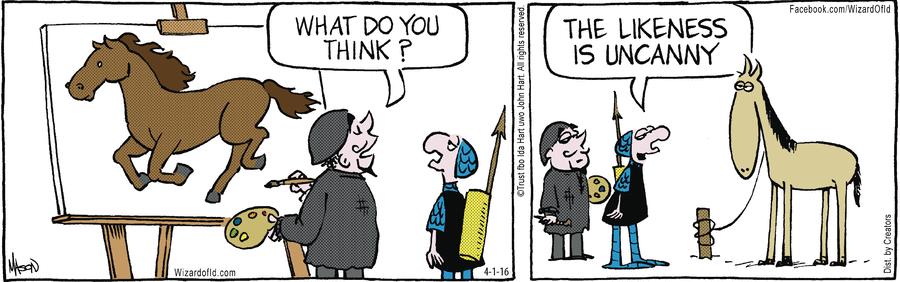 WHAT DO YOU
THINK?
MASON
WizardofId.com
4-1-16
©Trust fbo Ida Hart uwo John Hart. All rights reserved.
THE LIKENESS
IS UNCANNY
Facebook.com/WizardOfId
Dist. by Creators